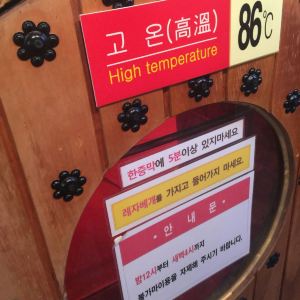 고 온(高溫) 86℃
High temperature
한증막에 5분이상 있지마세요
레자베개를 가지고 들어가지 마세요.
• 안 내 문 •
밤12시부터 새벽4시까지
불가마이용을 자제해 주시기 바랍니다.